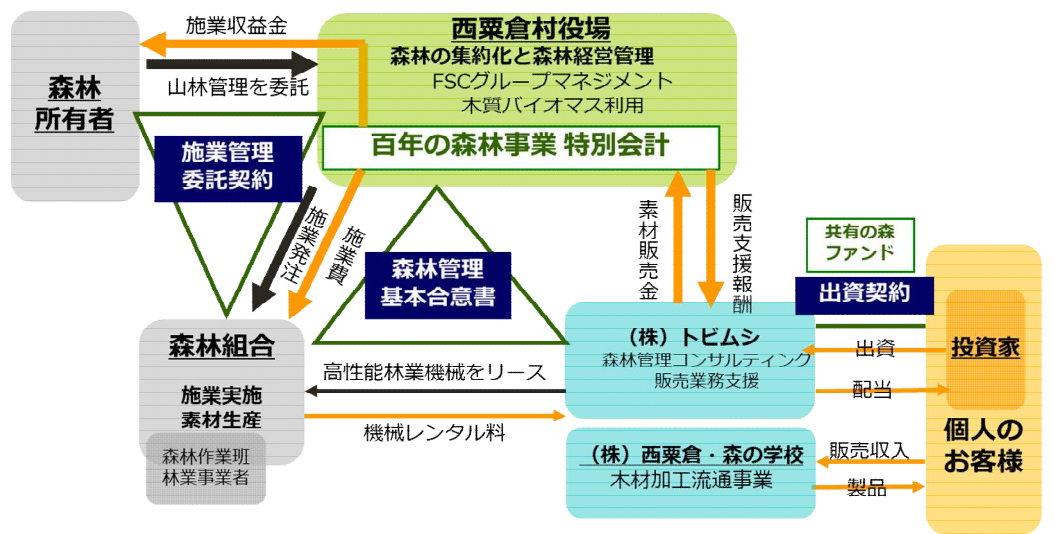 施業収益金
山林管理を委託
森林
所有者
西粟倉村役場
森林の集約化と森林経営管理
FSCグループマネジメント
木質バイオマス利用
百年の森林事業 特別会計
施業管理
委託契約
施業発注
施業費
森林管理
基本合意書
素材販売金
販売支援報酬
共有の森
ファンド
出資契約
森林組合
施業実施
素材生産
森林作業班
林業事業者
高性能林業機械をリース
機械レンタル料
（株）トビムシ
森林管理コンサルティング
販売業務支援
出資
配当
投資家
個人の
お客様
（株）西粟倉・森の学校
木材加工流通事業
販売収入
製品